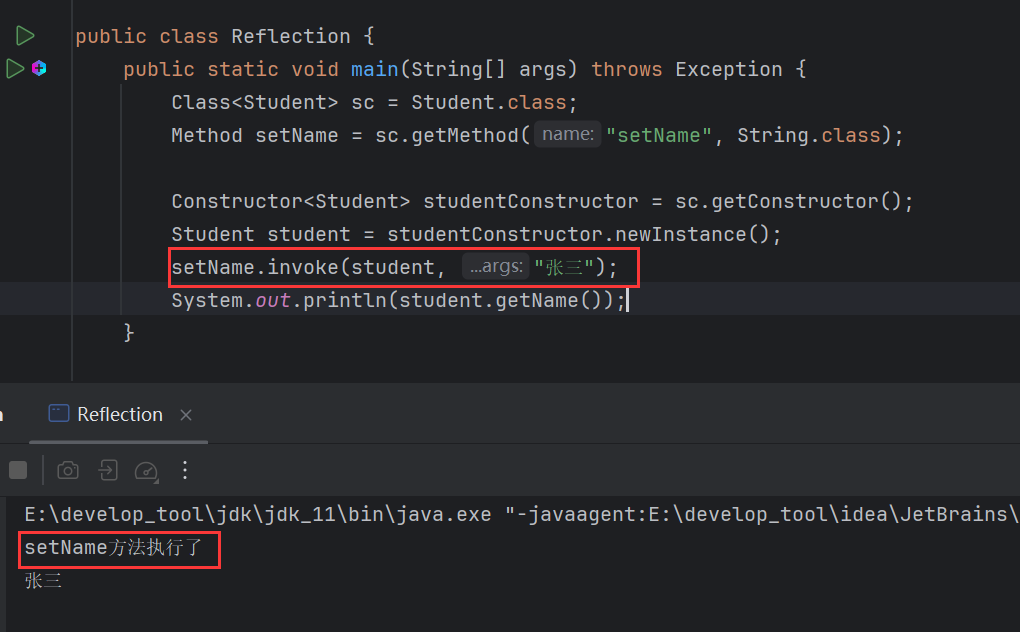 public class Reflection {
public static void main(String[] args) throws Exception {
Class<Student> sc = Student.class;
Method setName = sc.getMethod( name: "setName", String.class);
Constructor<Student> studentConstructor = sc.getConstructor();
Student student = studentConstructor.newInstance();
setName.invoke(student, ...args: "张三");
System.out.println(student.getName());
}
Reflection
E:\develop_tool\jdk\jdk_11\bin\java.exe "-javaagent:E:\develop_tool\idea\JetBrains\
setName方法执行了
张三